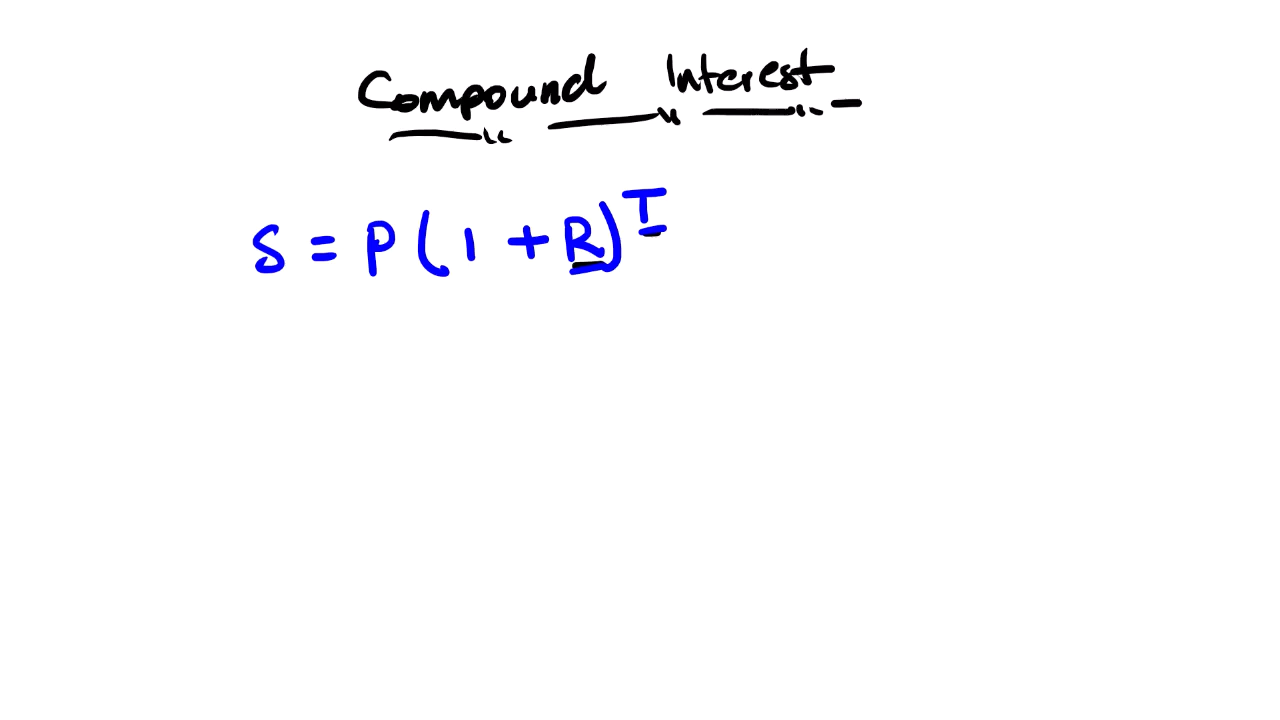 Compound Interest
S = P(1 + R)^T